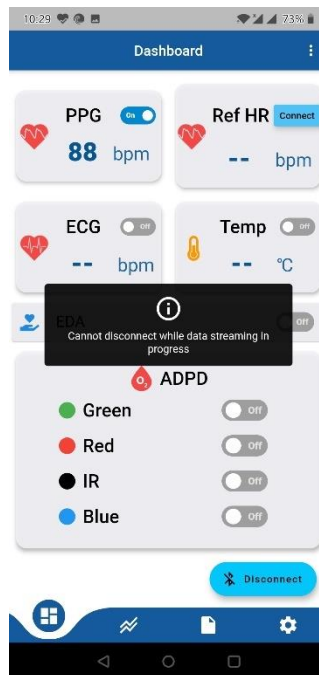 10:29 73%
Dashboard
PPG On
88 bpm
Ref HR Connect
-- bpm
ECG Off
-- bpm
Temp Off
-- °C
EDA Off
Cannot disconnect while data streaming in
progress
O₂ ADPD
Green Off
Red Off
IR Off
Blue Off
Disconnect